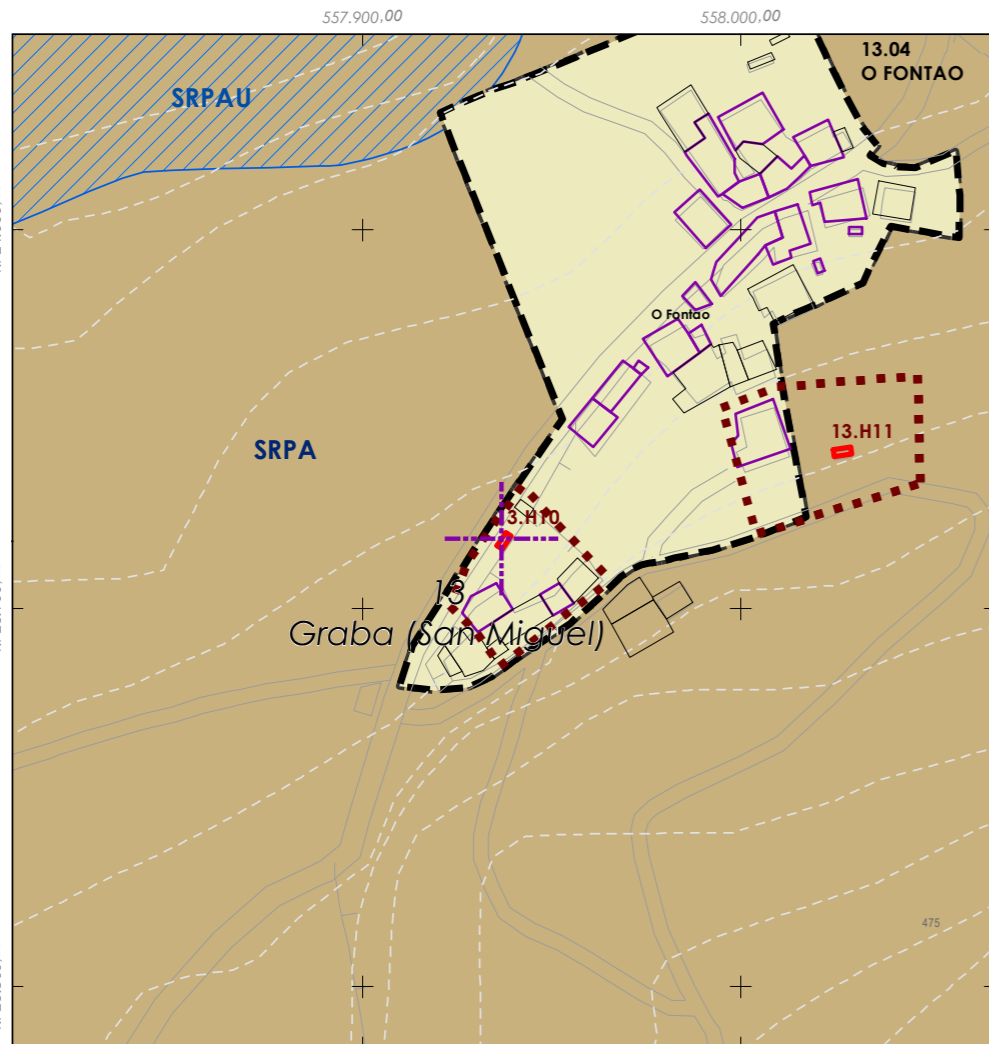 557.900,00
558.000,00
13.04
O FONTAO
SRPAU
O Fontao
13.H11
SRPA
3.H10
13
Graba (San Miguel)
475